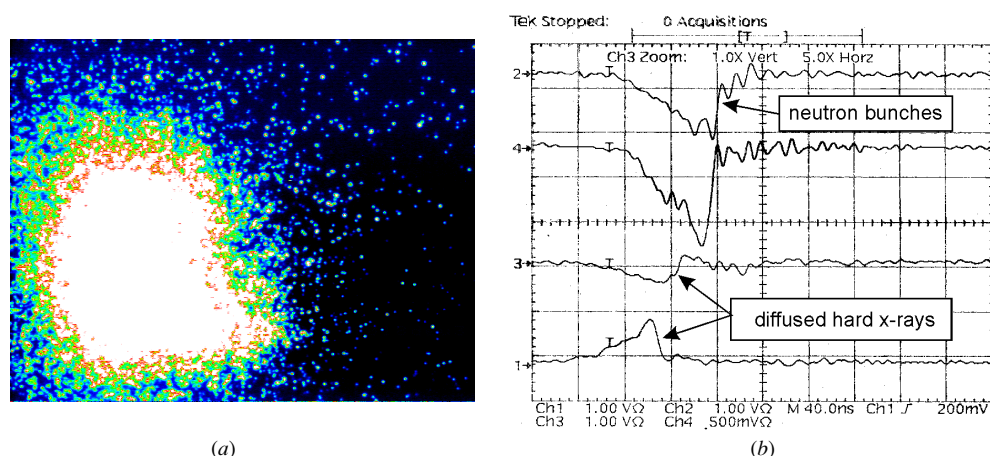 Tek Stopped: 0 Acquisitions
[T ]
Ch3 Zoom: 1.0X Vert 5.0X Horz
2
neutron bunches
4
3
diffused hard x-rays
1
Ch1 1.00 VΩ Ch2 1.00 VΩ M 40.0ns Ch1 ʃ 200mV
Ch3 1.00 VΩ Ch4 .500mVΩ
(a) (b)